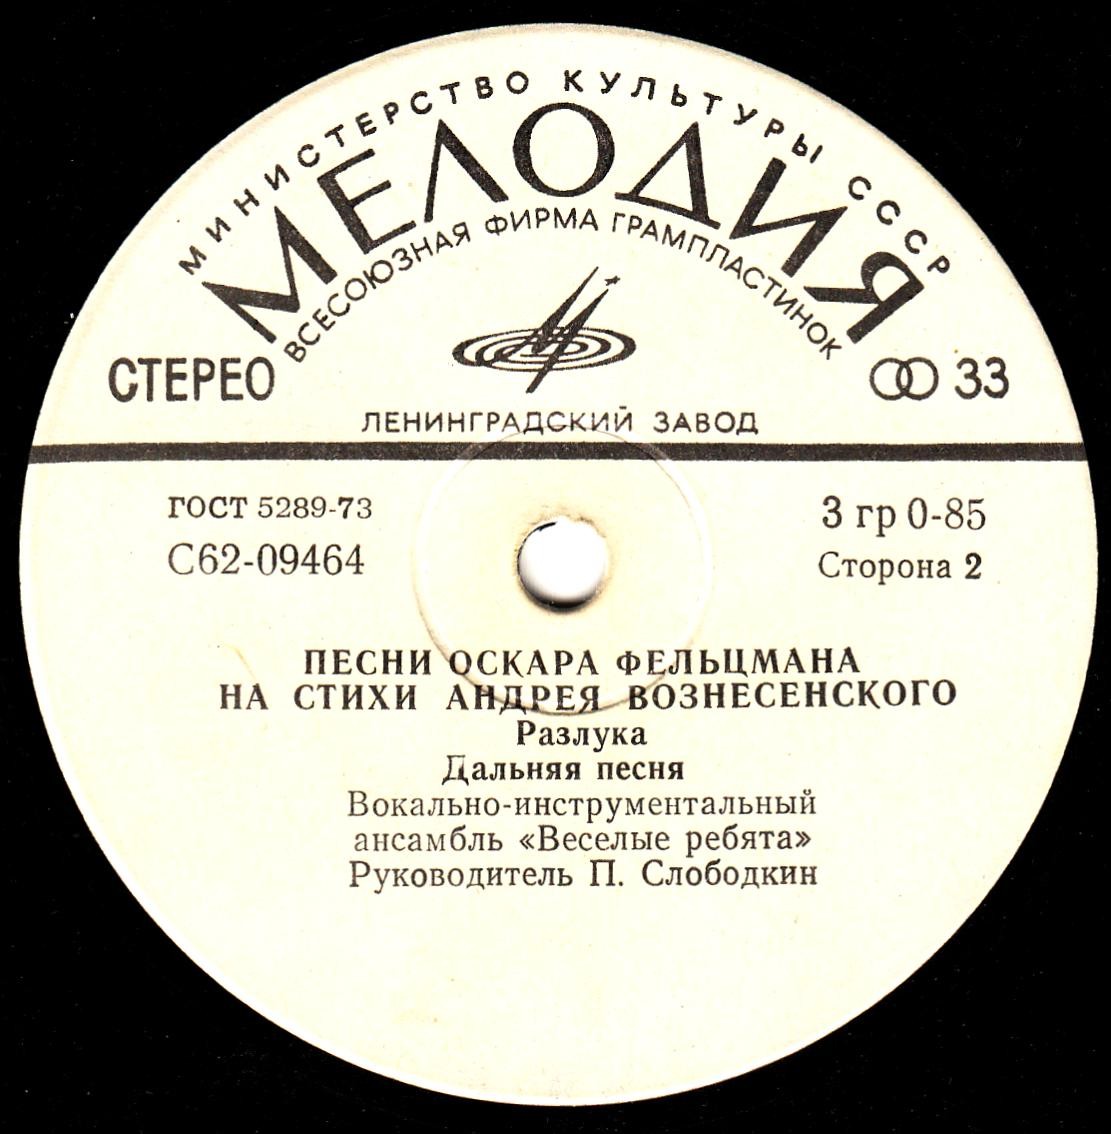 МИНИСТЕРСТВО КУЛЬТУРЫ СССР
МЕЛОДИЯ
ВСЕСОЮЗНАЯ ФИРМА ГРАМПЛАСТИНОК
СТЕРЕО
33
ЛЕНИНГРАДСКИЙ ЗАВОД
ГОСТ 5289-73
3 гр 0-85
С62-09464
Сторона 2
ПЕСНИ ОСКАРА ФЕЛЬЦМАНА
НА СТИХИ АНДРЕЯ ВОЗНЕСЕНСКОГО
Разлука
Дальняя песня
Вокально-инструментальный
ансамбль «Веселые ребята»
Руководитель П. Слободкин